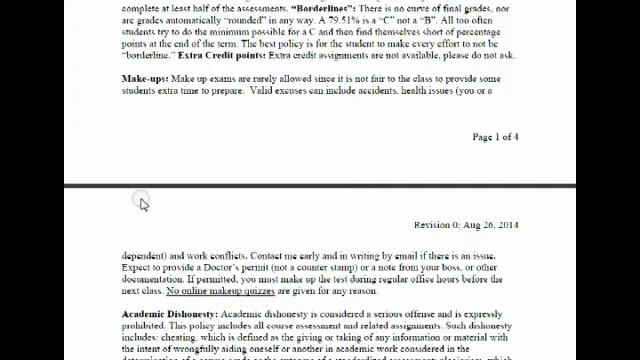 complete at least half of the assessments. "Borderlines": There is no curve of final grades, nor
are grades automatically "rounded" in any way. A 79.51% is a "C" not a "B". All too often
students try to do the minimum possible for a C and then find themselves short of percentage
points at the end of the term. The best policy is for the student to make every effort to not be
"borderline." Extra Credit points: Extra credit assignments are not available, please do not ask.
Make-ups: Make up exams are rarely allowed since it is not fair to the class to provide some
students extra time to prepare. Valid excuses can include accidents, health issues (you or a
Page 1 of 4
Revision 0; Aug 26, 2014
dependent) and work conflicts. Contact me early and in writing by email if there is an issue.
Expect to provide a Doctor's permit (not a counter stamp) or a note from your boss, or other
documentation. If permitted, you must make up the test during regular office hours before the
next class. No online makeup quizzes are given for any reason.
Academic Dishonesty: Academic dishonesty is considered a serious offense and is expressly
prohibited. This policy includes all course assessment and related assignments. Such dishonesty
includes: cheating, which is defined as the giving or taking of any information or material
with the intent of wrongfully aiding oneself or another in academic work considered in the
determination of a course grade or the outcome of a standardized assessment; plagiarism, which